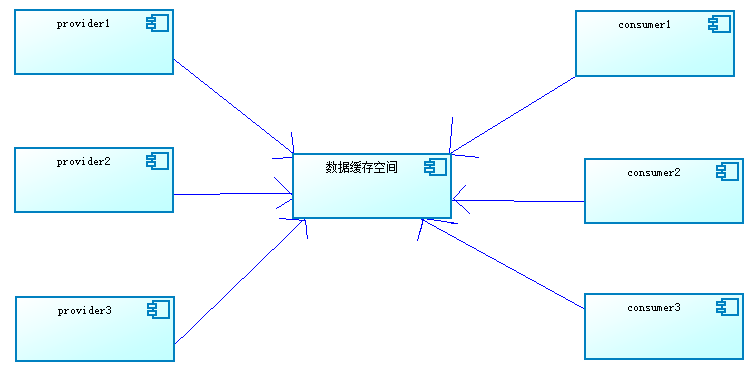 provider1
consumer1
provider2
数据缓存空间
consumer2
provider3
consumer3